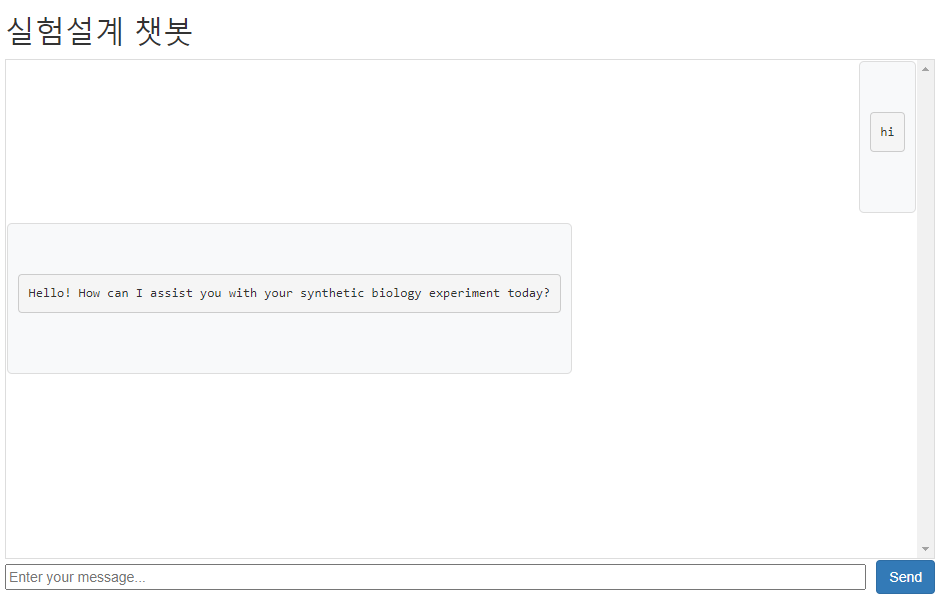 실험설계 챗봇
hi
Hello! How can I assist you with your synthetic biology experiment today?
Enter your message...
Send